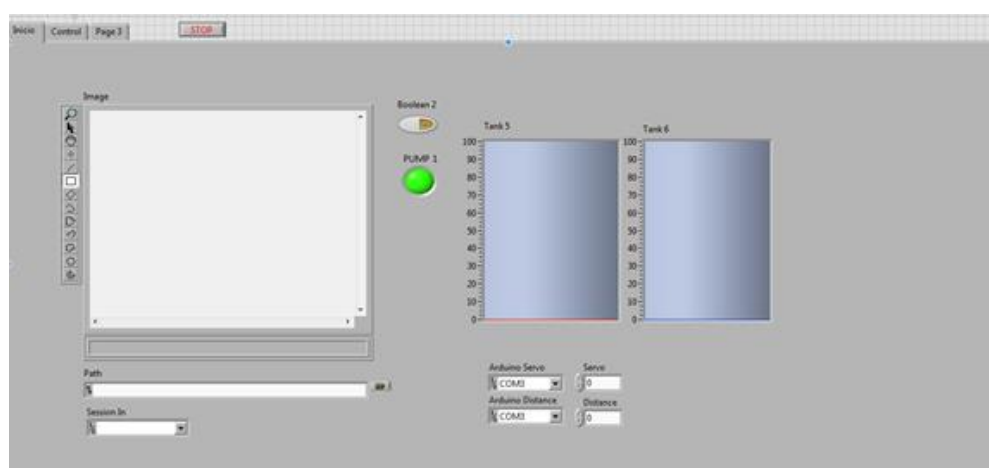 Inicio Control Page 3 STOP
Image
Boolean 2
PUMP 1
Tank 5
100
90
80
70
60
50
40
30
20
10
0
Tank 6
100
90
80
70
60
50
40
30
20
10
0
Path
Session In
Arduino Servo Servo
COM3 0
Arduino Distance Distance
COM3 0